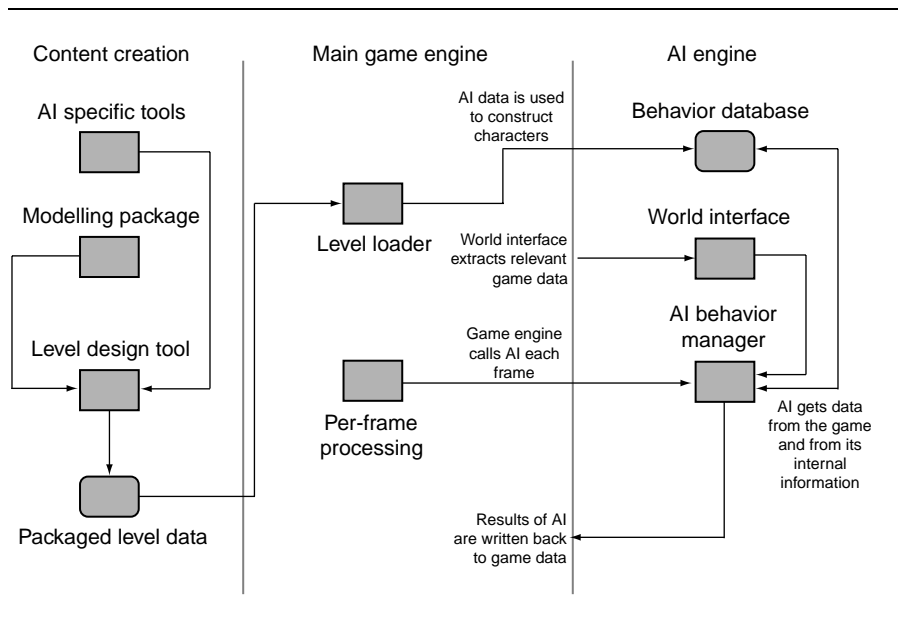 Content creation
AI specific tools
Modelling package
Level design tool
Packaged level data
Main game engine
AI data is used
to construct
characters
Level loader
World interface
extracts relevant
game data
Game engine
calls AI each
frame
Per-frame
processing
Results of AI
are written back
to game data
AI engine
Behavior database
World interface
AI behavior
manager
AI gets data
from the game
and from its
internal
information